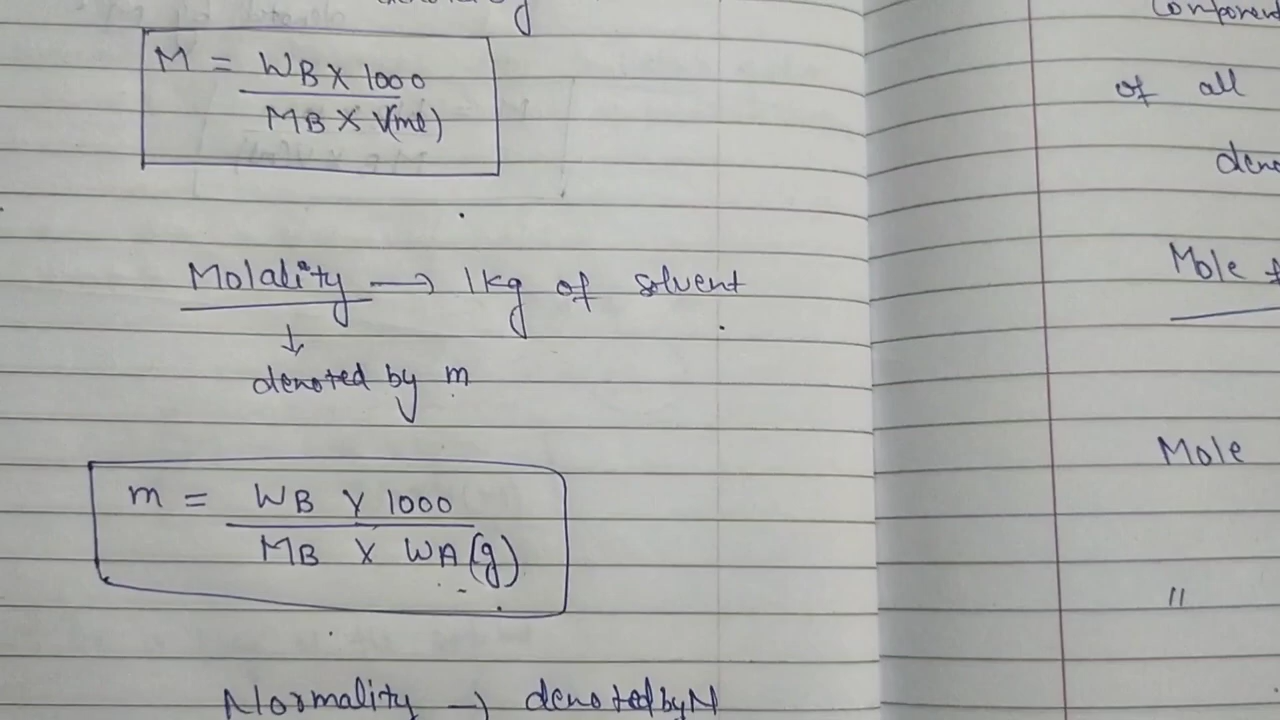 M = WB X 1000
MB X V(ml)
Molality → 1kg of solvent
↓
denoted by m
m = WB X 1000
MB X WA(g)
Normality → denoted by N
Component
of all
Mole
Mole
"